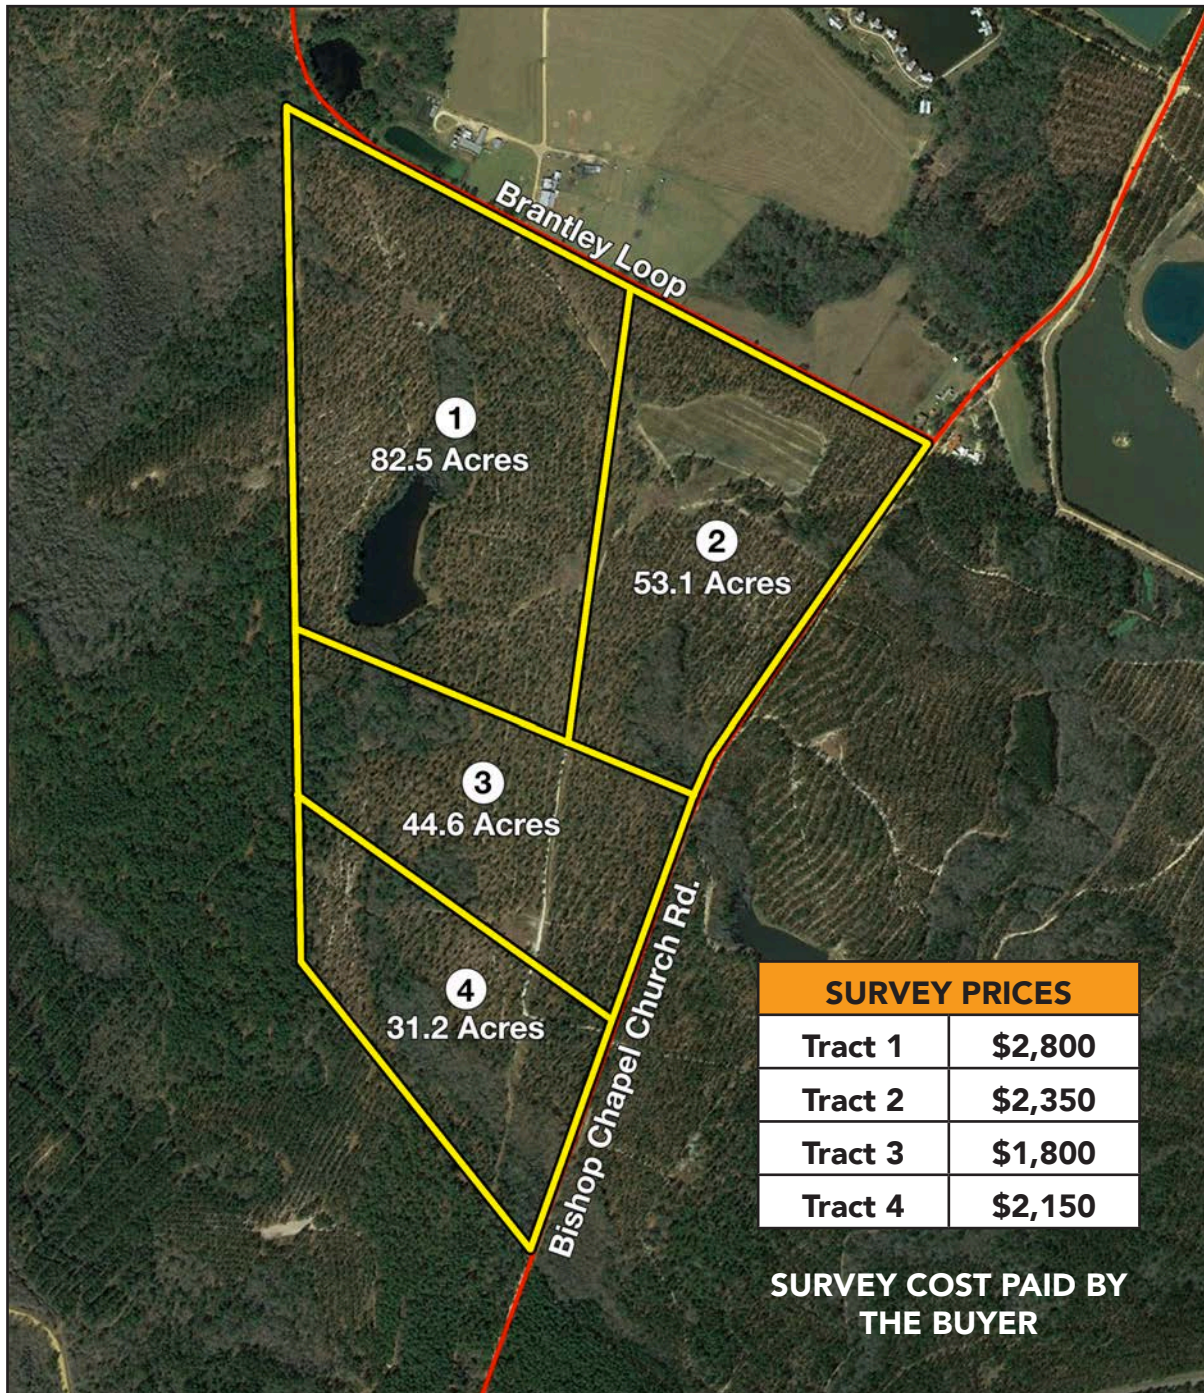 Brantley Loop
1
82.5 Acres
2
53.1 Acres
3
44.6 Acres
4
31.2 Acres
Bishop Chapel Church Rd.
SURVEY PRICES
Tract 1 $2,800
Tract 2 $2,350
Tract 3 $1,800
Tract 4 $2,150
SURVEY COST PAID BY
THE BUYER